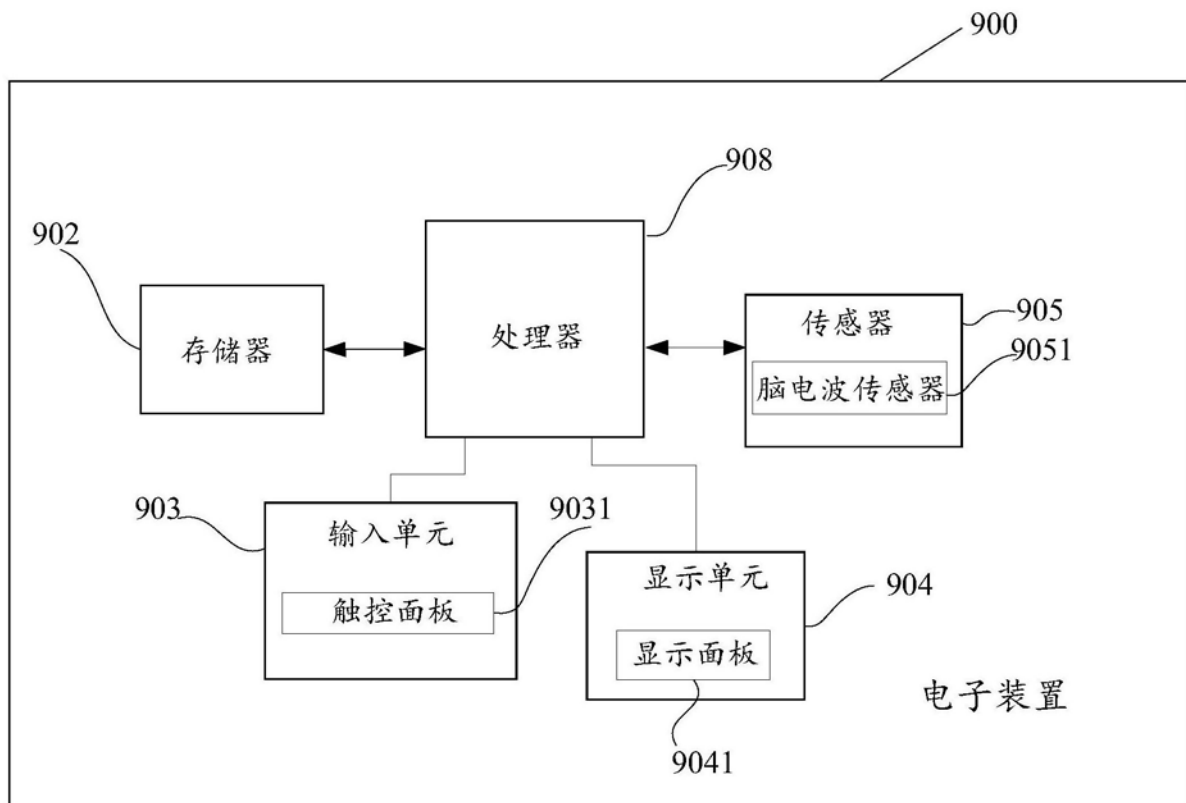 900
908
902
处理器
传感器
905
存储器
9051
脑电波传感器
903
输入单元
9031
触控面板
显示单元
904
显示面板
电子装置
9041